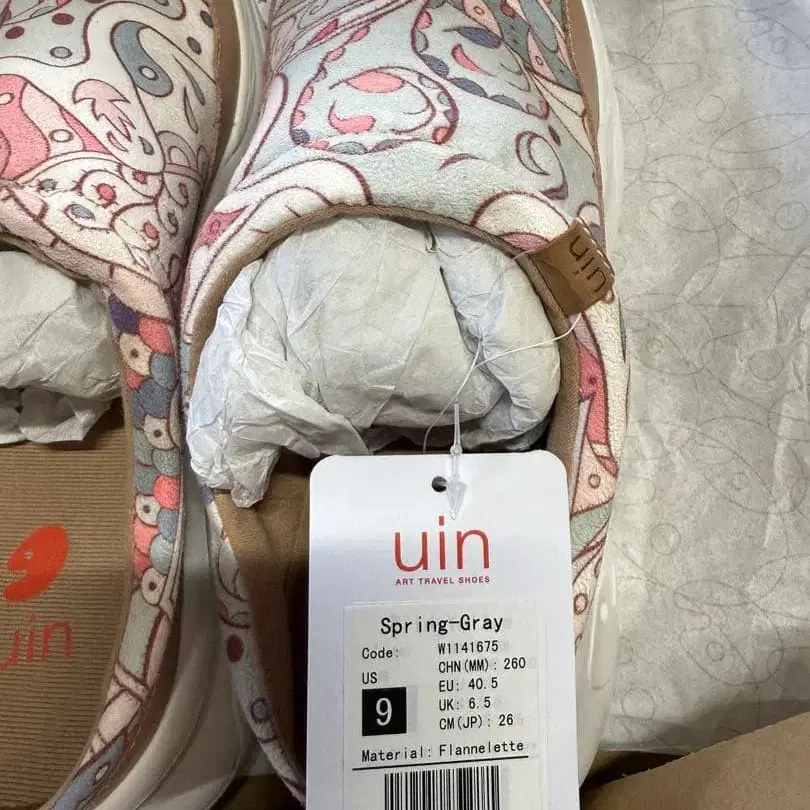 uin
uin
uin
ART TRAVEL SHOES
Spring-Gray
Code: W1141675
US
9
CHN(MM): 260
EU: 40.5
UK: 6.5
CM(JP): 26
Material: Flannelette